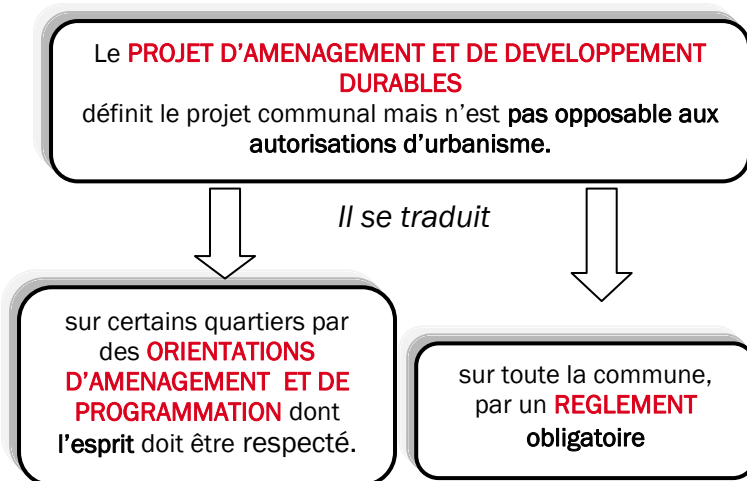 Le PROJET D’AMENAGEMENT ET DE DEVELOPPEMENT
DURABLES
définit le projet communal mais n’est pas opposable aux
autorisations d’urbanisme.
Il se traduit
sur certains quartiers par
des ORIENTATIONS
D’AMENAGEMENT ET DE
PROGRAMMATION dont
l’esprit doit être respecté.
sur toute la commune,
par un REGLEMENT
obligatoire